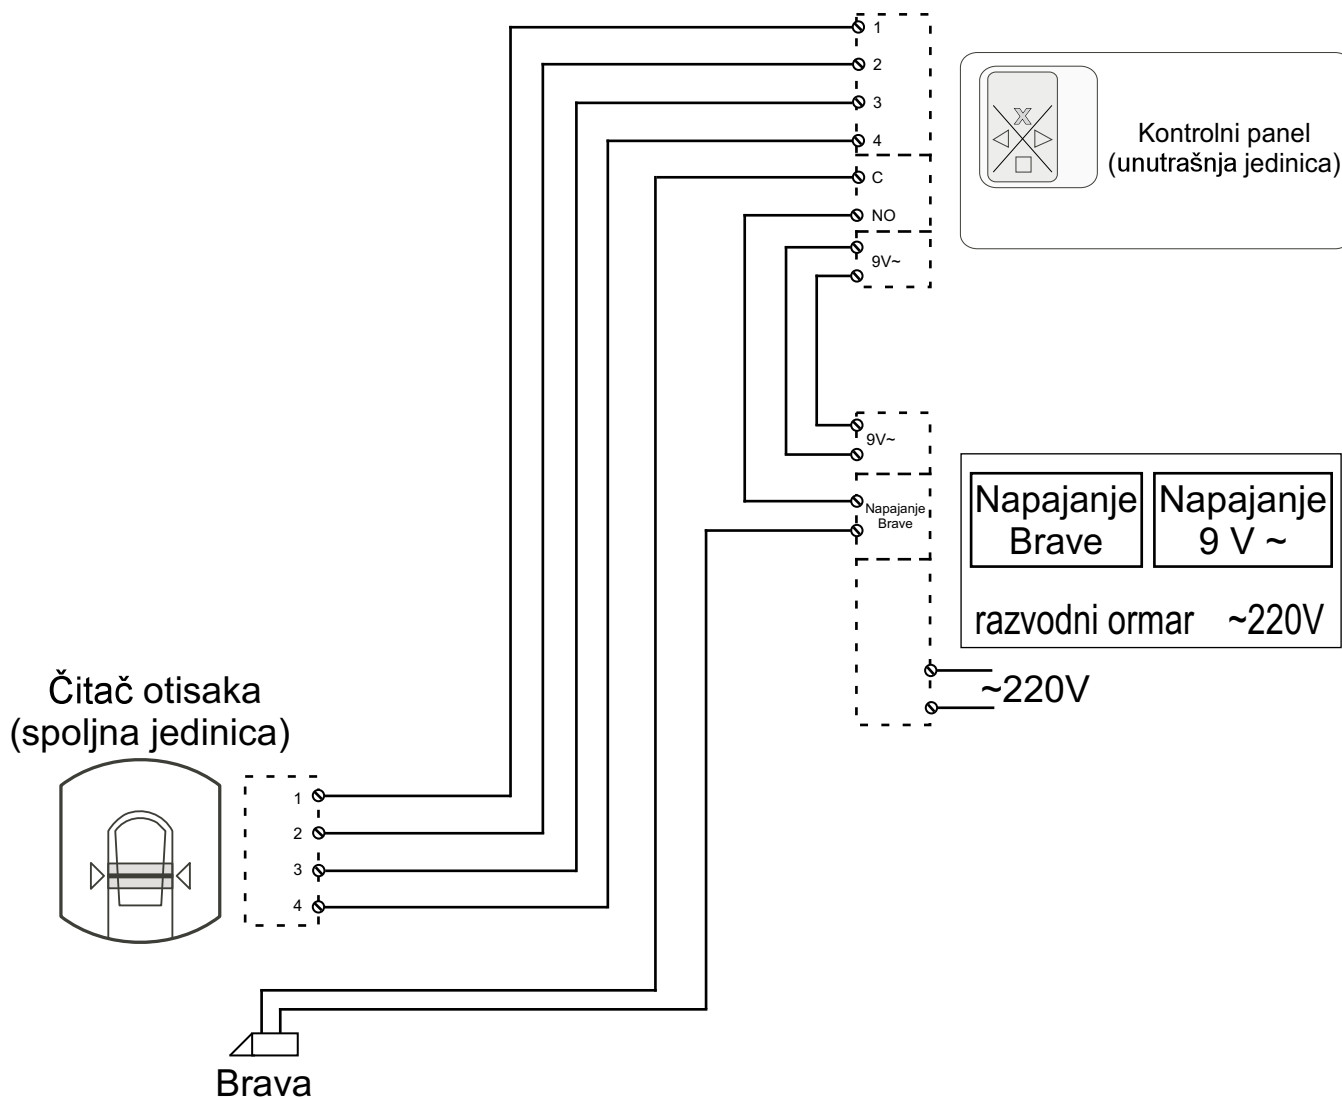 1
2
3
4
C
NO
9V~
X
Kontrolni panel
(unutrašnja jedinica)
9V~
Napajanje
Brave
Napajanje
Brave
Napajanje
9 V ~
razvodni ormar ~220V
~220V
Čitač otisaka
(spoljna jedinica)
1
2
3
4
Brava